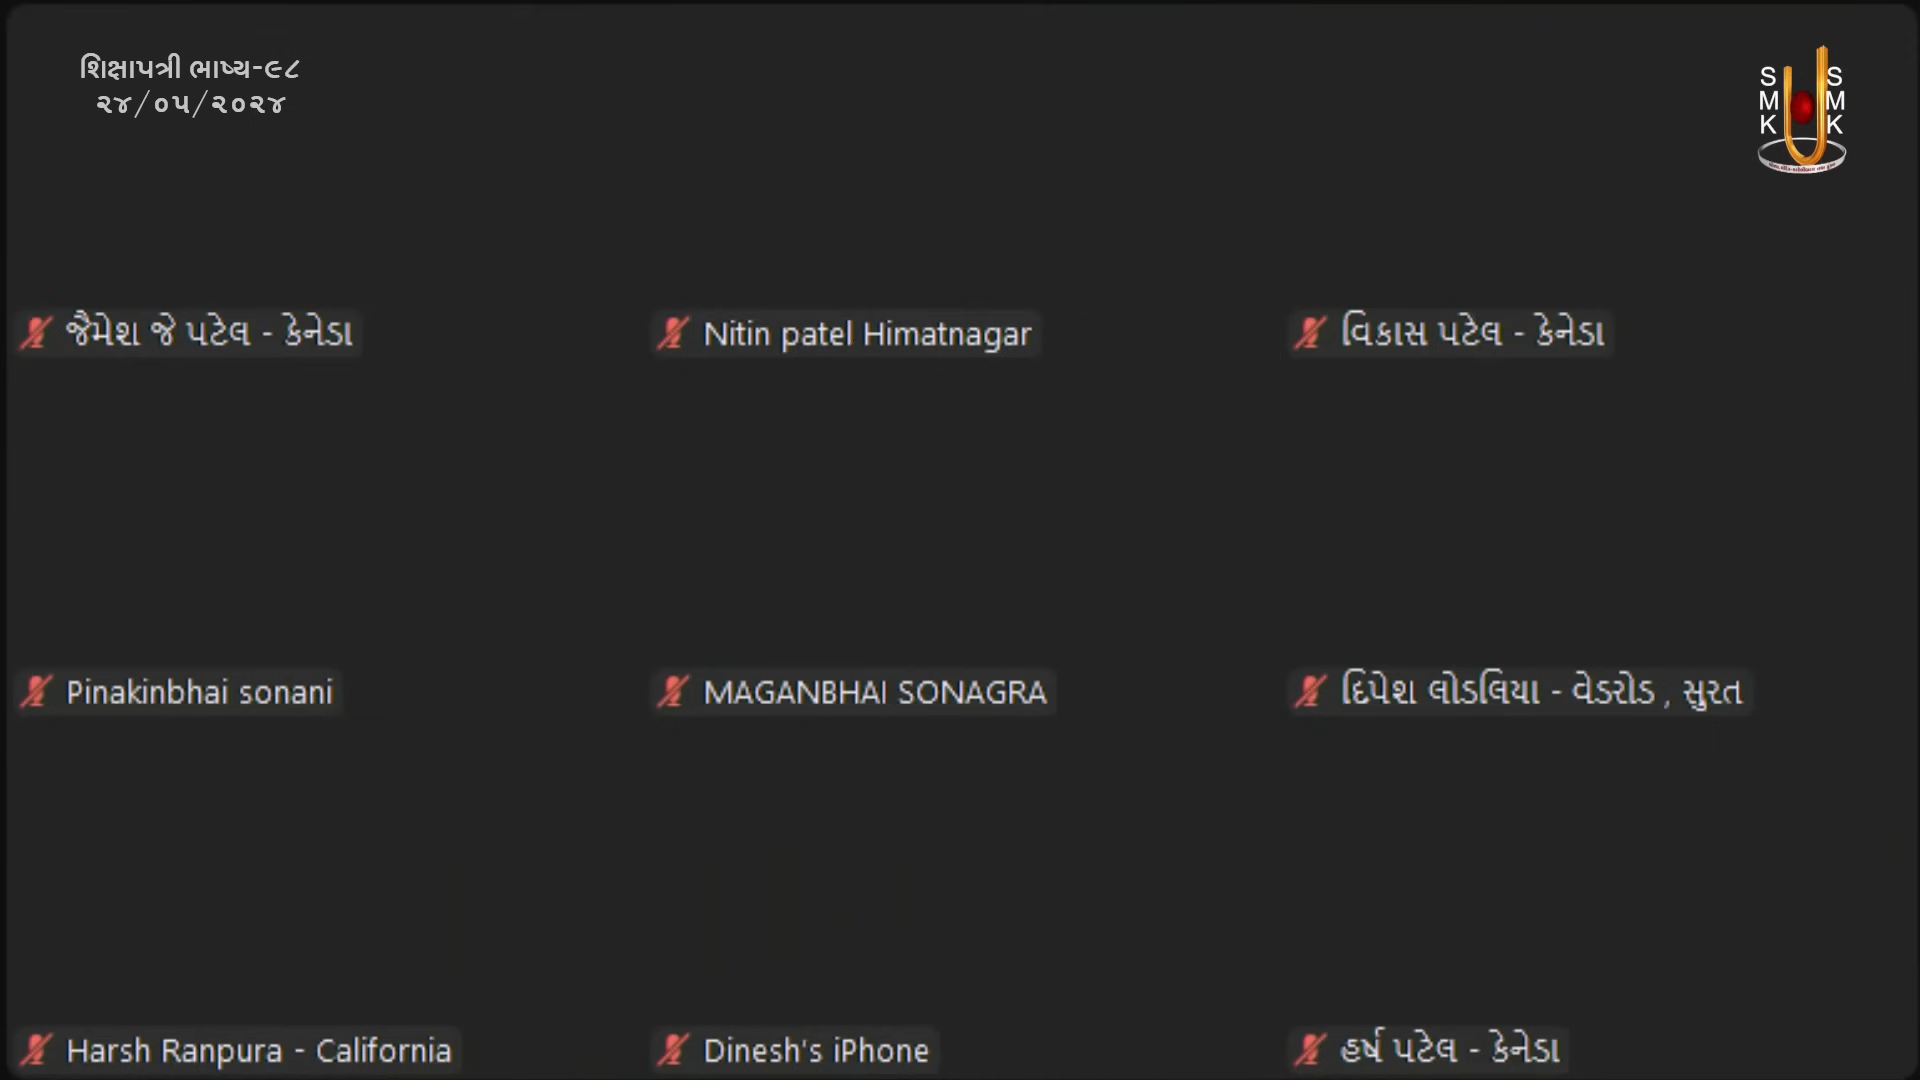 શિક્ષાપત્રી ભાષ્ય-૯૮
૨૪/૦૫/૨૦૨૪
S S
M M
K K
જૈમેશ જે પટેલ - કેનેડા
Nitin patel Himatnagar
વિકાસ પટેલ - કેનેડા
Pinakinbhai sonani
MAGANBHAI SONAGRA
દિપેશ લોડલિયા - વેડરોડ , સુરત
Harsh Ranpura - California
Dinesh's iPhone
હર્ષ પટેલ - કેનેડા